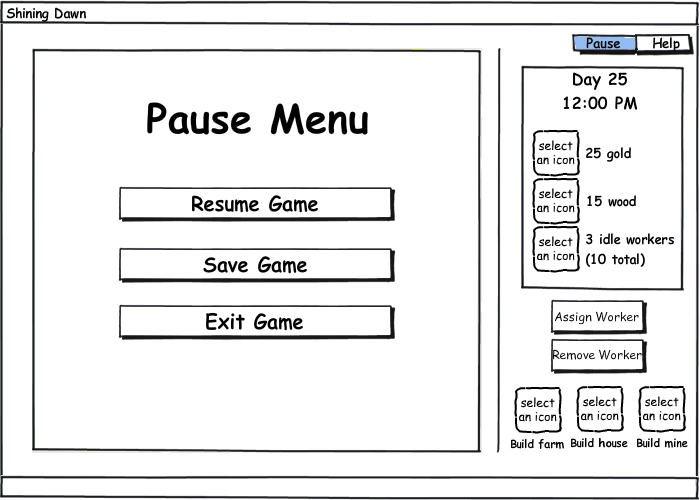 Shining Dawn
Pause
Help
Pause Menu
Resume Game
Save Game
Exit Game
Day 25
12:00 PM
select
an icon
25 gold
select
an icon
15 wood
select
an icon
3 idle workers
(10 total)
Assign Worker
Remove Worker
select
an icon
select
an icon
select
an icon
Build farm
Build house
Build mine